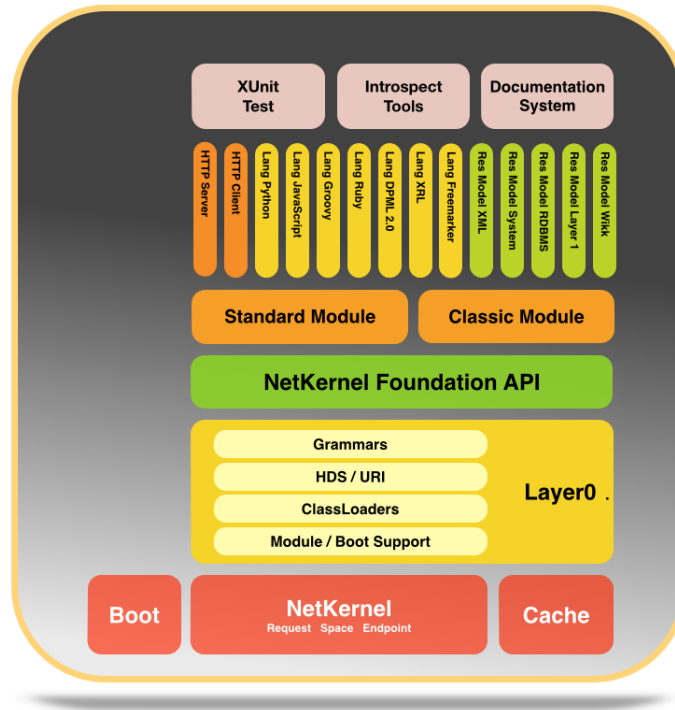 XUnit
Test
Introspect
Tools
Documentation
System
HTTP Server
HTTP Client
Lang Python
Lang JavaScript
Lang Groovy
Lang Ruby
Lang DPML 2.0
Lang XRL
Lang Freemarker
Res Model XML
Res Model System
Res Model RDBMS
Res Model Layer 1
Res Model Wikk
Standard Module
Classic Module
NetKernel Foundation API
Grammars
HDS / URI
ClassLoaders
Module / Boot Support
Layer0 .
Boot
NetKernel
Request Space Endpoint
Cache